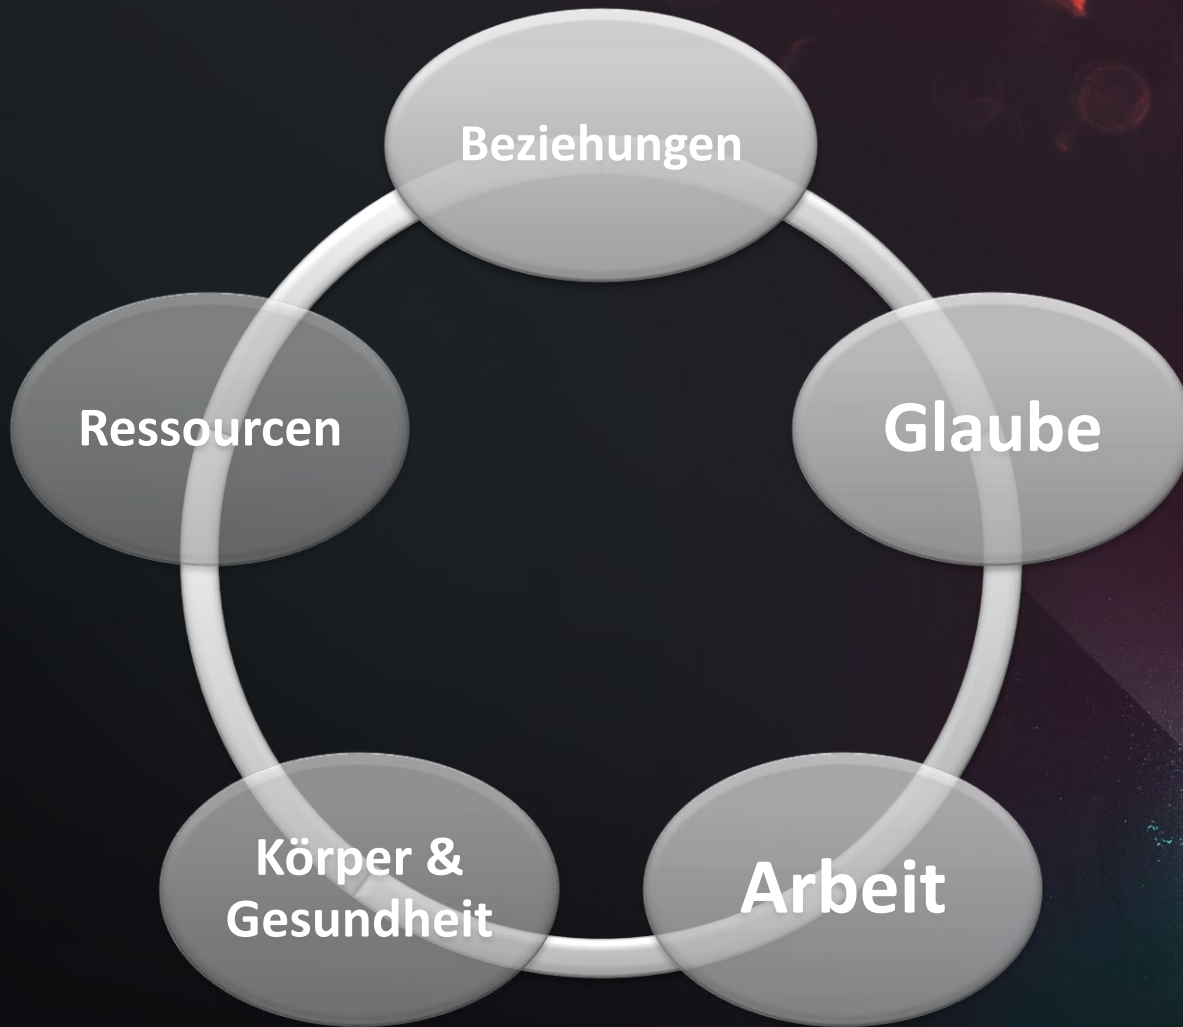 Beziehungen
Glaube
Arbeit
Körper &
Gesundheit
Ressourcen